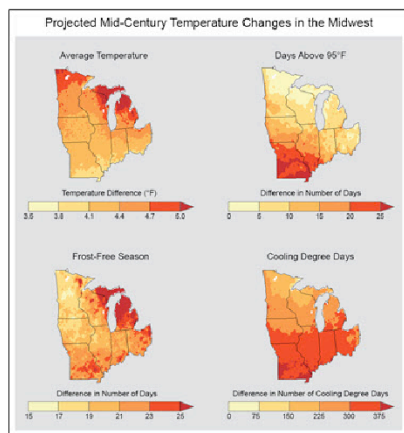 Projected Mid-Century Temperature Changes in the Midwest
Average Temperature
Days Above 95°F
Temperature Difference (°F)
3.5 3.8 4.1 4.4 4.7 5.0
Difference in Number of Days
0 5 10 15 20 25
Frost-Free Season
Cooling Degree Days
Difference in Number of Days
15 17 19 21 23 25
Difference in Number of Cooling Degree Days
0 75 150 225 300 375